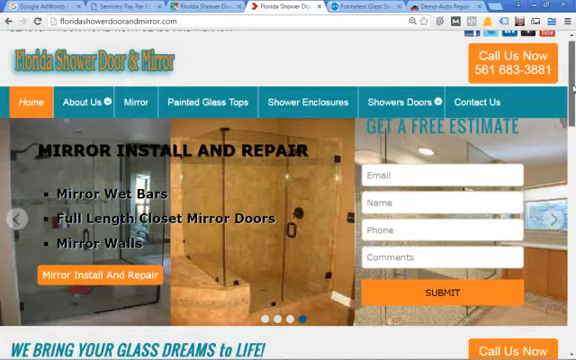 Google AdWords
Services: Pay Per C
Florida Shower Door
Florida Shower Doo
Frameless Glass Sh
Demo-Auto Repair
floridashowerdoorandmirror.com
Florida Shower Door & Mirror
Call Us Now
561 683-3881
Home
About Us
Mirror
Painted Glass Tops
Shower Enclosures
Showers Doors
Contact Us
GET A FREE ESTIMATE
MIRROR INSTALL AND REPAIR
Mirror Wet Bars
Full Length Closet Mirror Doors
Mirror Walls
Mirror Install And Repair
Email
Name
Phone
Comments
SUBMIT
WE BRING YOUR GLASS DREAMS to LIFE!
Call Us Now